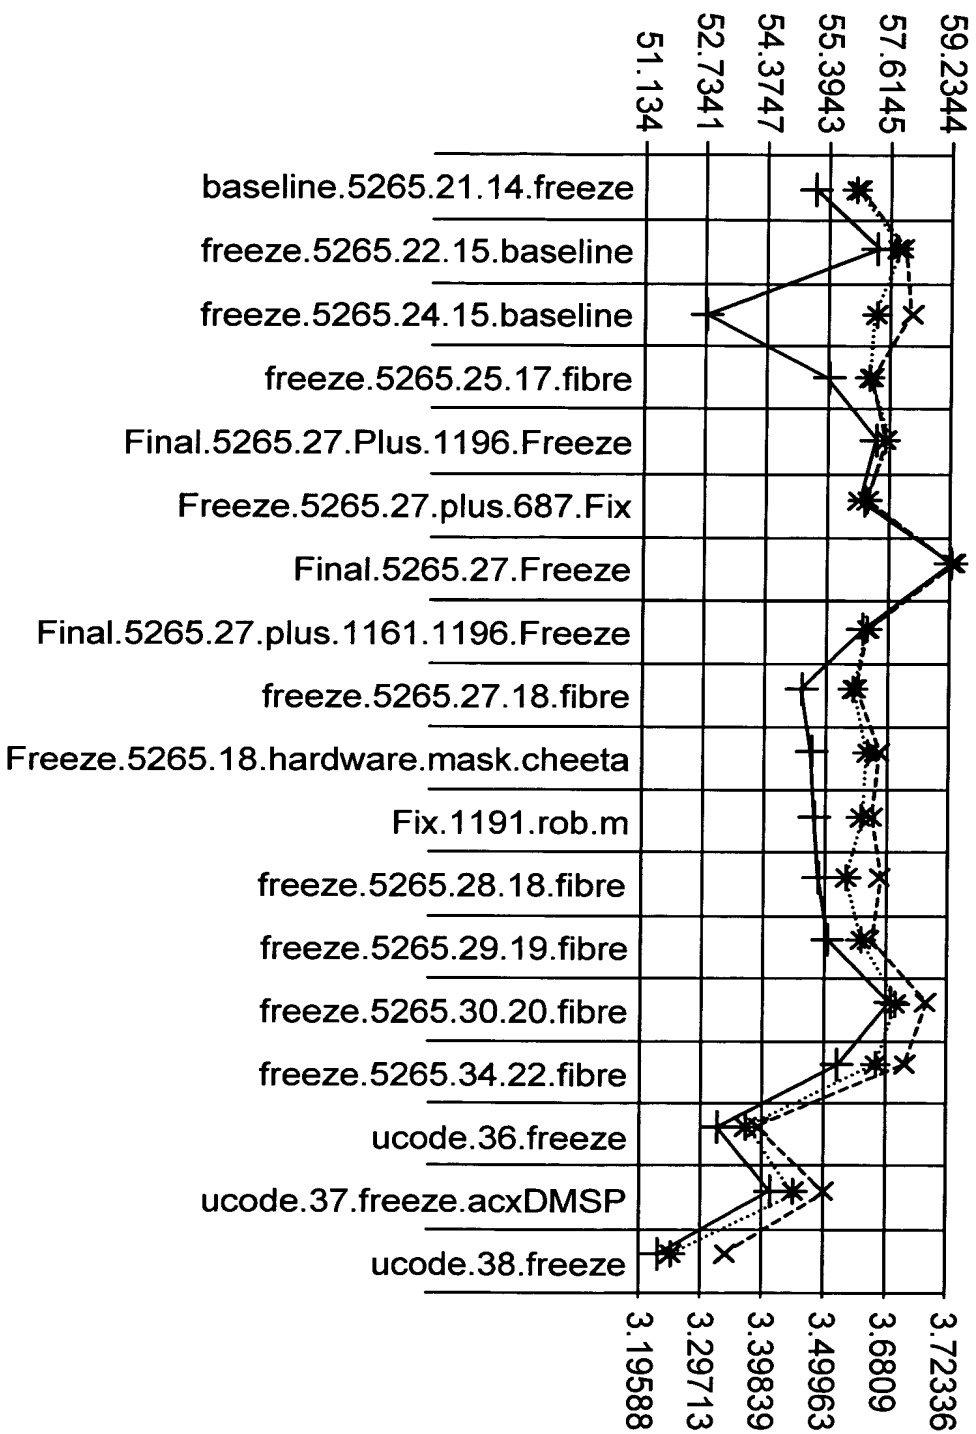 59.2344
57.6145
55.3943
54.3747
52.7341
51.134
baseline.5265.21.14.freeze
freeze.5265.22.15.baseline
freeze.5265.24.15.baseline
freeze.5265.25.17.fibre
Final.5265.27.Plus.1196.Freeze
Freeze.5265.27.plus.687.Fix
Final.5265.27.Freeze
Final.5265.27.plus.1161.1196.Freeze
freeze.5265.27.18.fibre
Freeze.5265.18.hardware.mask.cheeta
Fix.1191.rob.m
freeze.5265.28.18.fibre
freeze.5265.29.19.fibre
freeze.5265.30.20.fibre
freeze.5265.34.22.fibre
ucode.36.freeze
ucode.37.freeze.acxDMSP
ucode.38.freeze
3.72336
3.6809
3.49963
3.39839
3.29713
3.19588